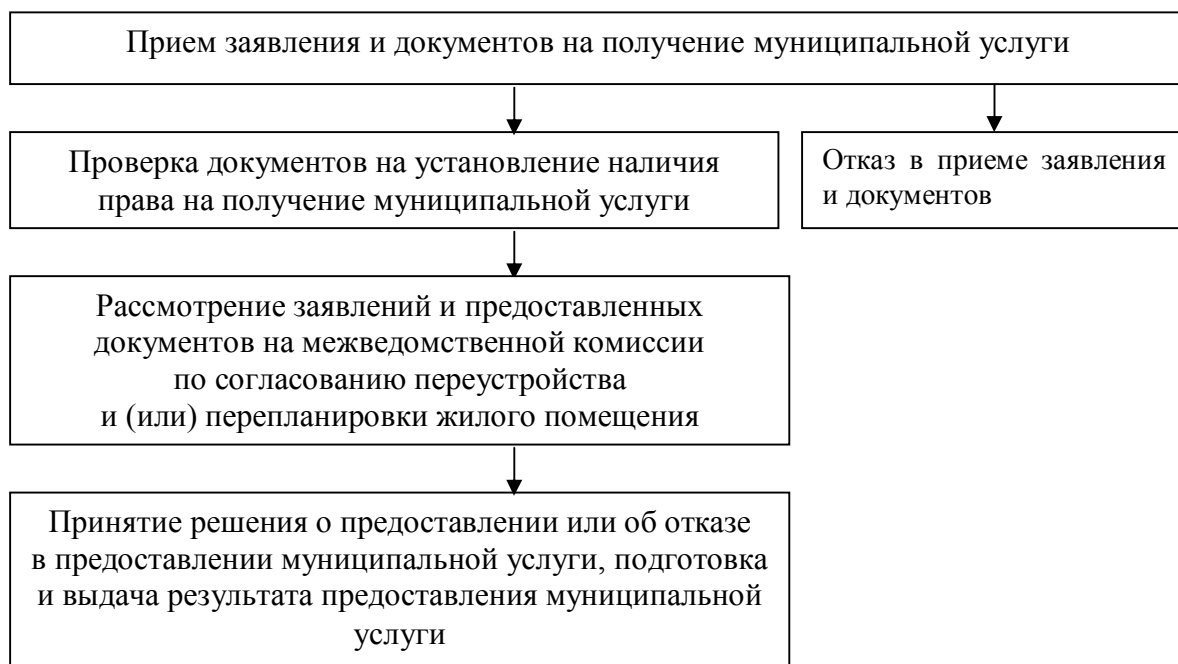 Прием заявления и документов на получение муниципальной услуги
Проверка документов на установление наличия
права на получение муниципальной услуги
Отказ в приеме заявления
и документов
Рассмотрение заявлений и предоставленных
документов на межведомственной комиссии
по согласованию переустройства
и (или) перепланировки жилого помещения
Принятие решения о предоставлении или об отказе
в предоставлении муниципальной услуги, подготовка
и выдача результата предоставления муниципальной
услуги